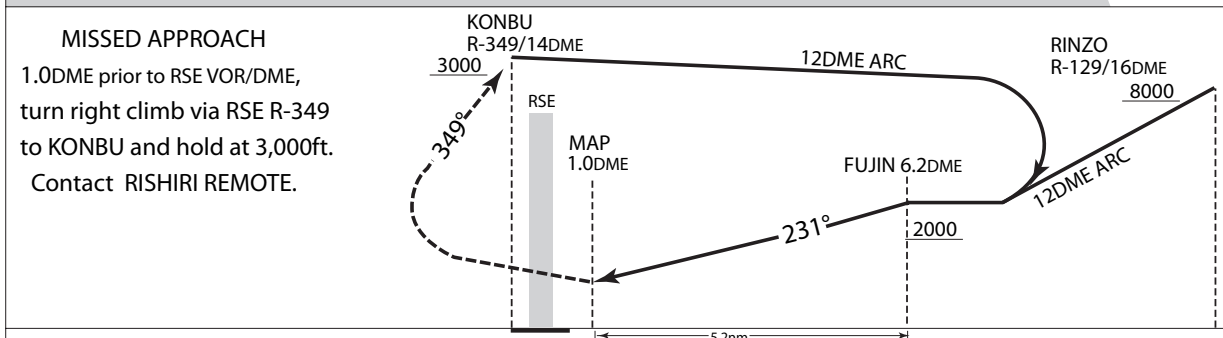 MISSED APPROACH
1.0DME prior to RSE VOR/DME,
turn right climb via RSE R-349
to KONBU and hold at 3,000ft.
Contact RISHIRI REMOTE.
KONBU
R-349/14DME
3000
RSE
349°
MAP
1.0DME
12DME ARC
RINZO
R-129/16DME
8000
FUJIN 6.2DME
12DME ARC
231°
2000
5.2nm